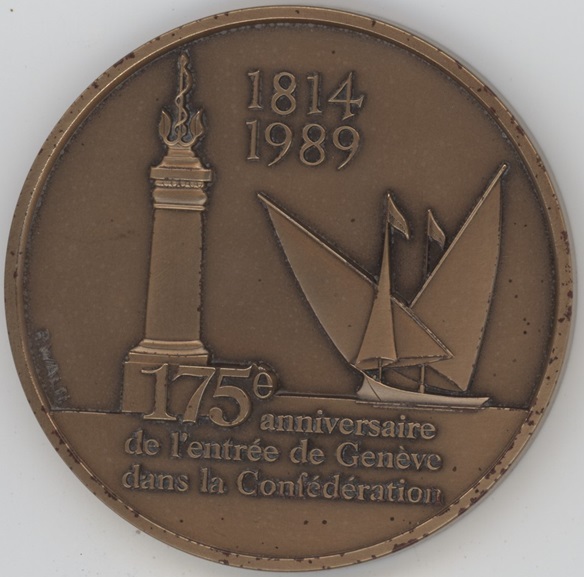 1814
1989
175e anniversaire
de l'entrée de Genève
dans la Confédération